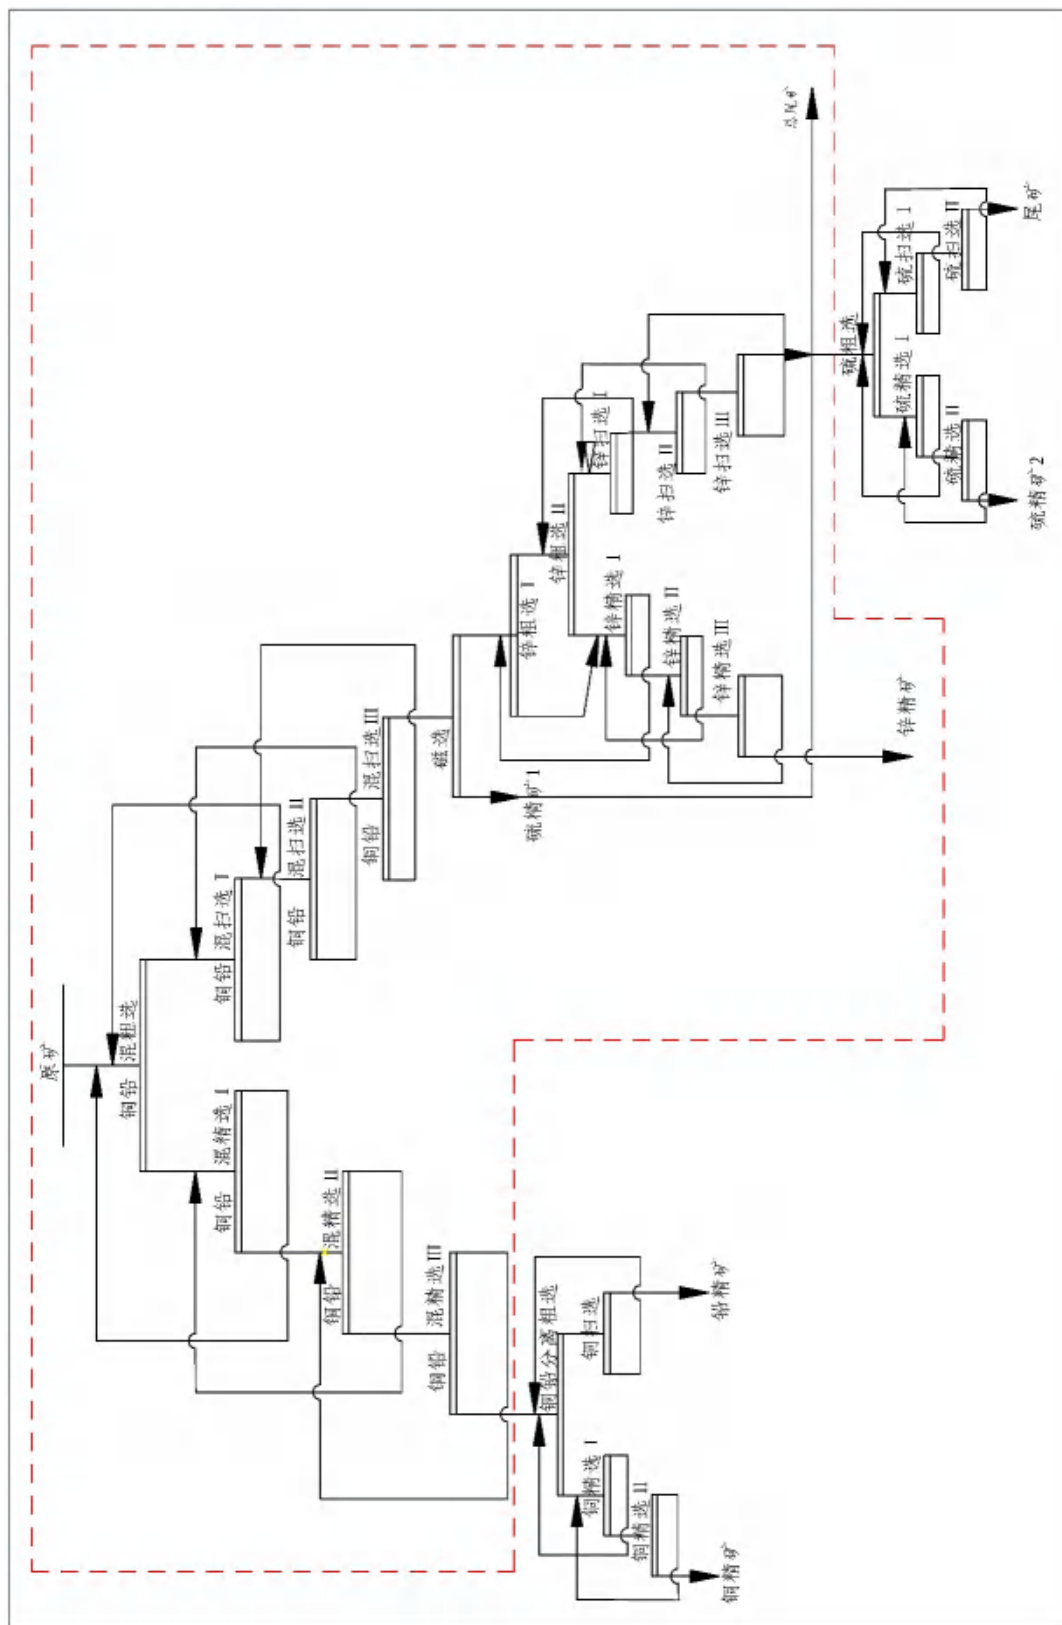 原矿
铜铅 混粗选
铜铅 混精选 I
铜铅 混扫选 I
铜铅 混精选 II
铜铅 混扫选 II
铜铅 混精选 III
铜铅 混扫选 III
磁选
硫精矿 1
锌粗选 I
锌粗选 II
锌精选 I
锌扫选 I
锌精选 II
锌扫选 II
锌精选 III
锌扫选 III
锌精矿
总尾矿
铜铅分离粗选
铜精选 I
铜扫选
铜精选 II
铜精矿
铅精矿
硫粗选
硫精选 I
硫扫选 I
硫精选 II
硫扫选 II
硫精矿 2
尾矿